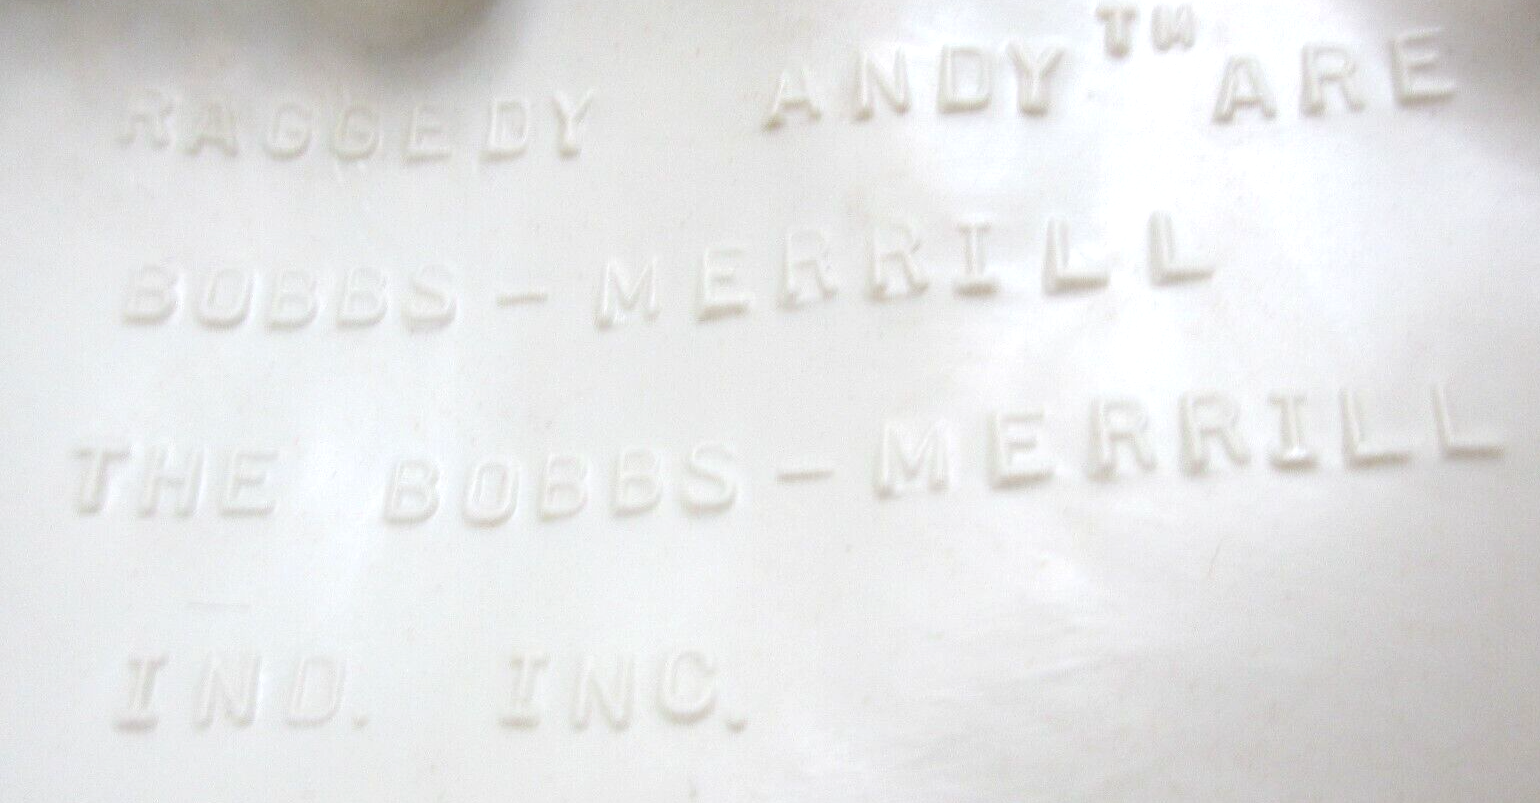 RAGGEDY ANDY™ ARE
BOBBS-MERRILL
THE BOBBS-MERRILL
IND. INC.